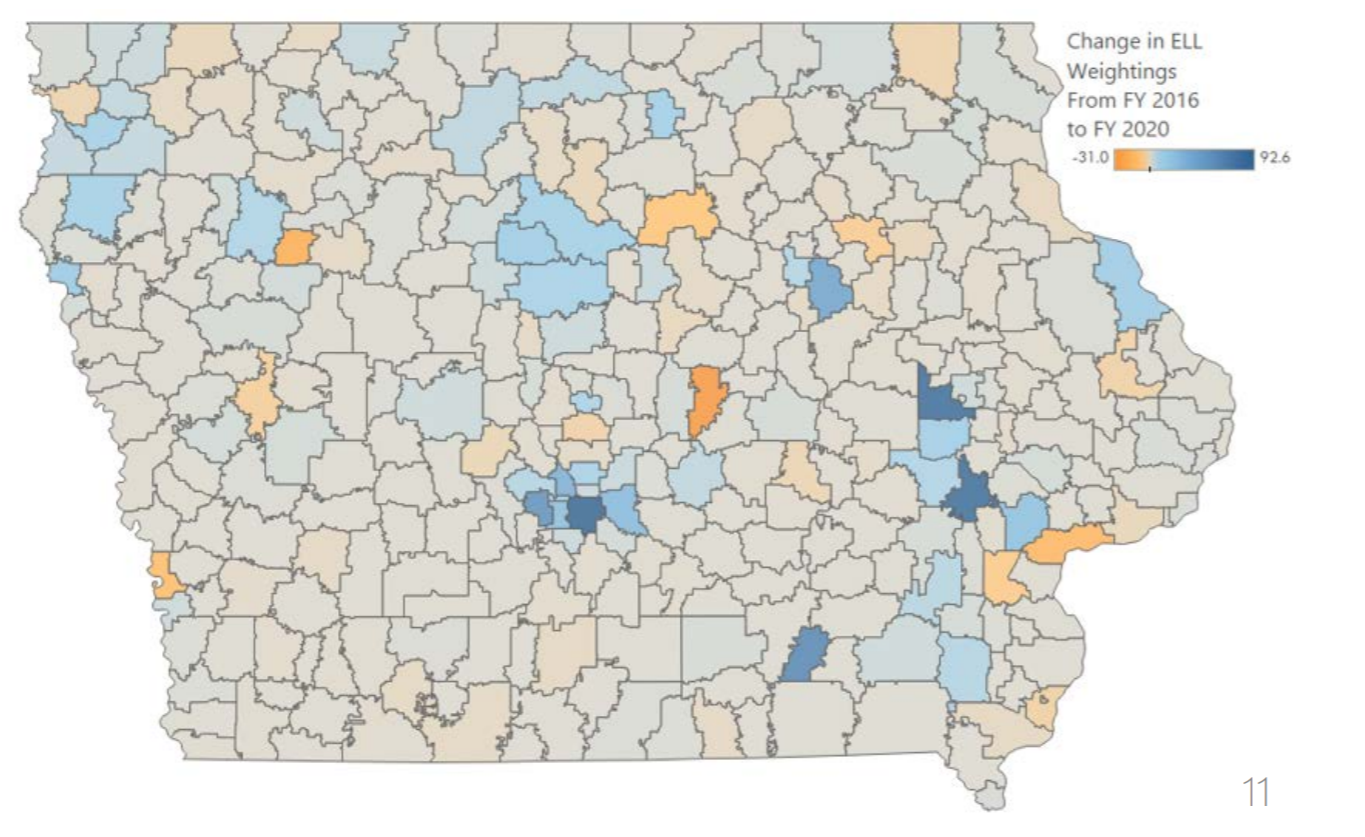 Change in ELL
Weightings
From FY 2016
to FY 2020
-31.0 92.6
11